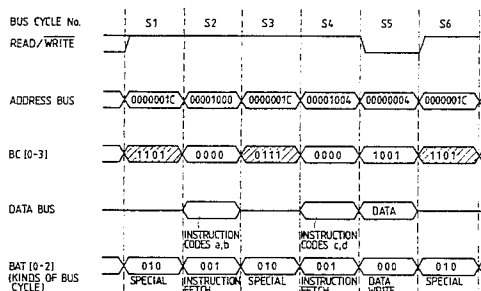 BUS CYCLE No. S1 S2 S3 S4 S5 S6
READ/WRITE
ADDRESS BUS 0000001C 00001000 0000001C 00001004 00000004 0000001C
BC [0-3] 1101 0000 0111 0000 1001 1101
DATA BUS DATA
INSTRUCTION CODES a,b INSTRUCTION CODES c,d
BAT [0-2] 010 001 010 001 000 010
(KINDS OF BUS CYCLE) SPECIAL INSTRUCTION FETCH SPECIAL INSTRUCTION FETCH DATA WRITE SPECIAL